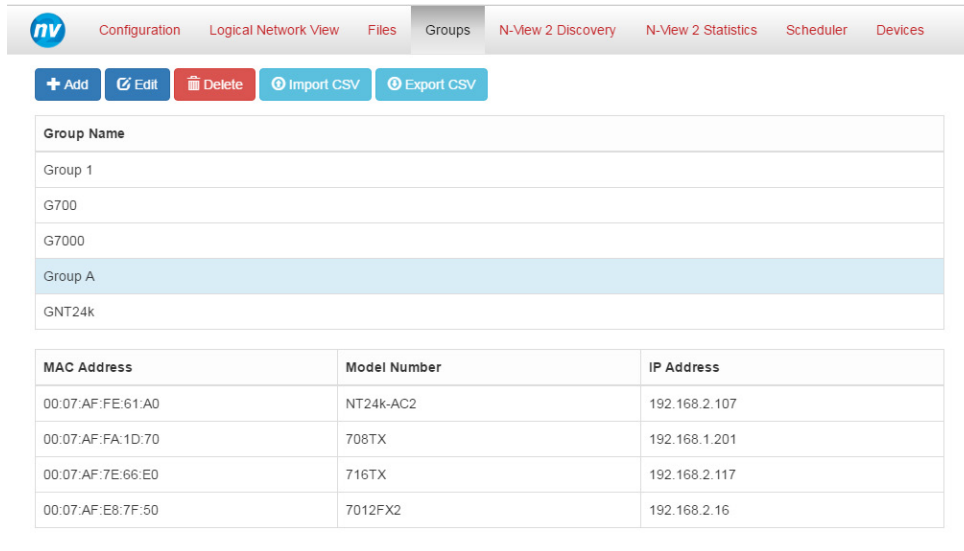 nv Configuration Logical Network View Files Groups N-View 2 Discovery N-View 2 Statistics Scheduler Devices
Add Edit Delete Import CSV Export CSV
Group Name
Group 1
G700
G7000
Group A
GNT24k
MAC Address Model Number IP Address
00:07:AF:FE:61:A0 NT24k-AC2 192.168.2.107
00:07:AF:FA:1D:70 708TX 192.168.1.201
00:07:AF:7E:66:E0 716TX 192.168.2.117
00:07:AF:E8:7F:50 7012FX2 192.168.2.16